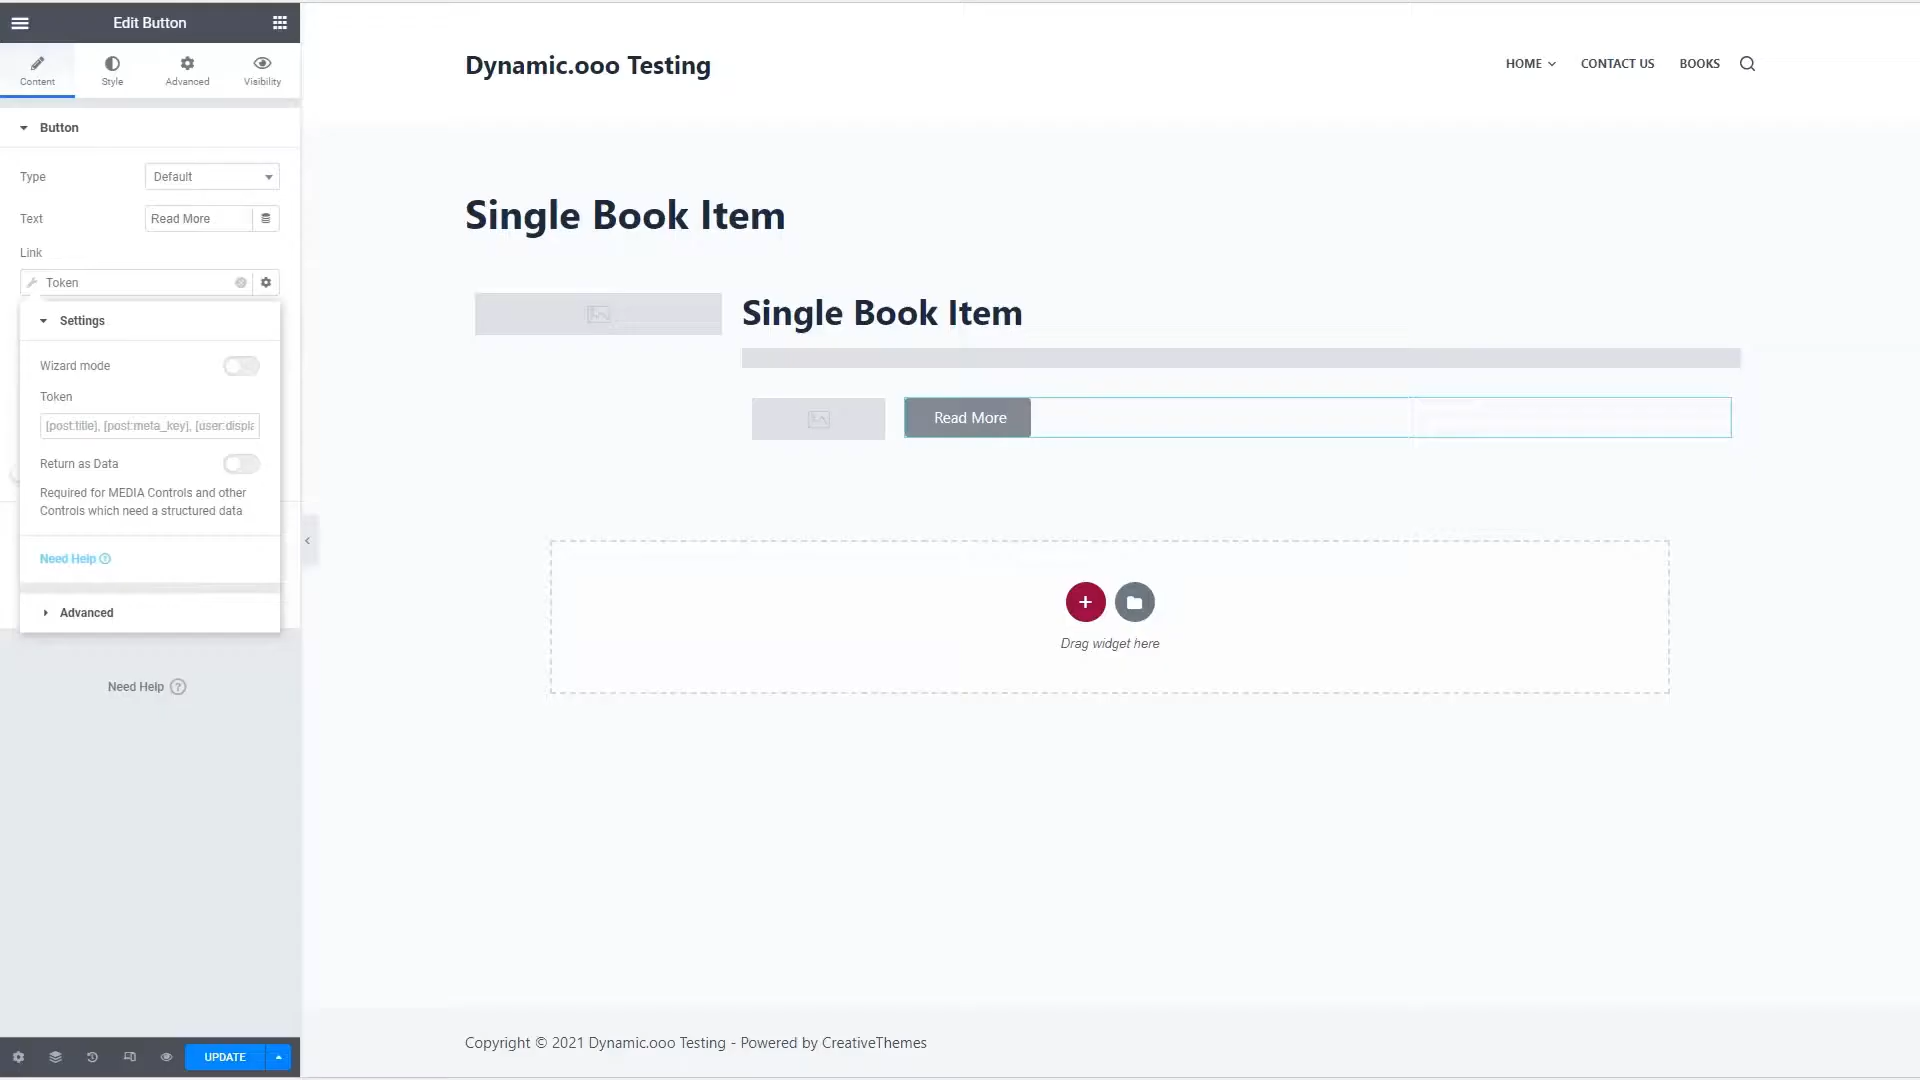 Edit Button
Content
Style
Advanced
Visibility
Button
Type
Default
Text
Read More
Link
Token
Settings
Wizard mode
Token
[post:title], [post:meta_key], [user:displa
Return as Data
Required for MEDIA Controls and other
Controls which need a structured data
Need Help ?
Advanced
Need Help ?
UPDATE
Dynamic.ooo Testing
HOME
CONTACT US
BOOKS
Single Book Item
Single Book Item
Read More
Drag widget here
Copyright © 2021 Dynamic.ooo Testing - Powered by CreativeThemes